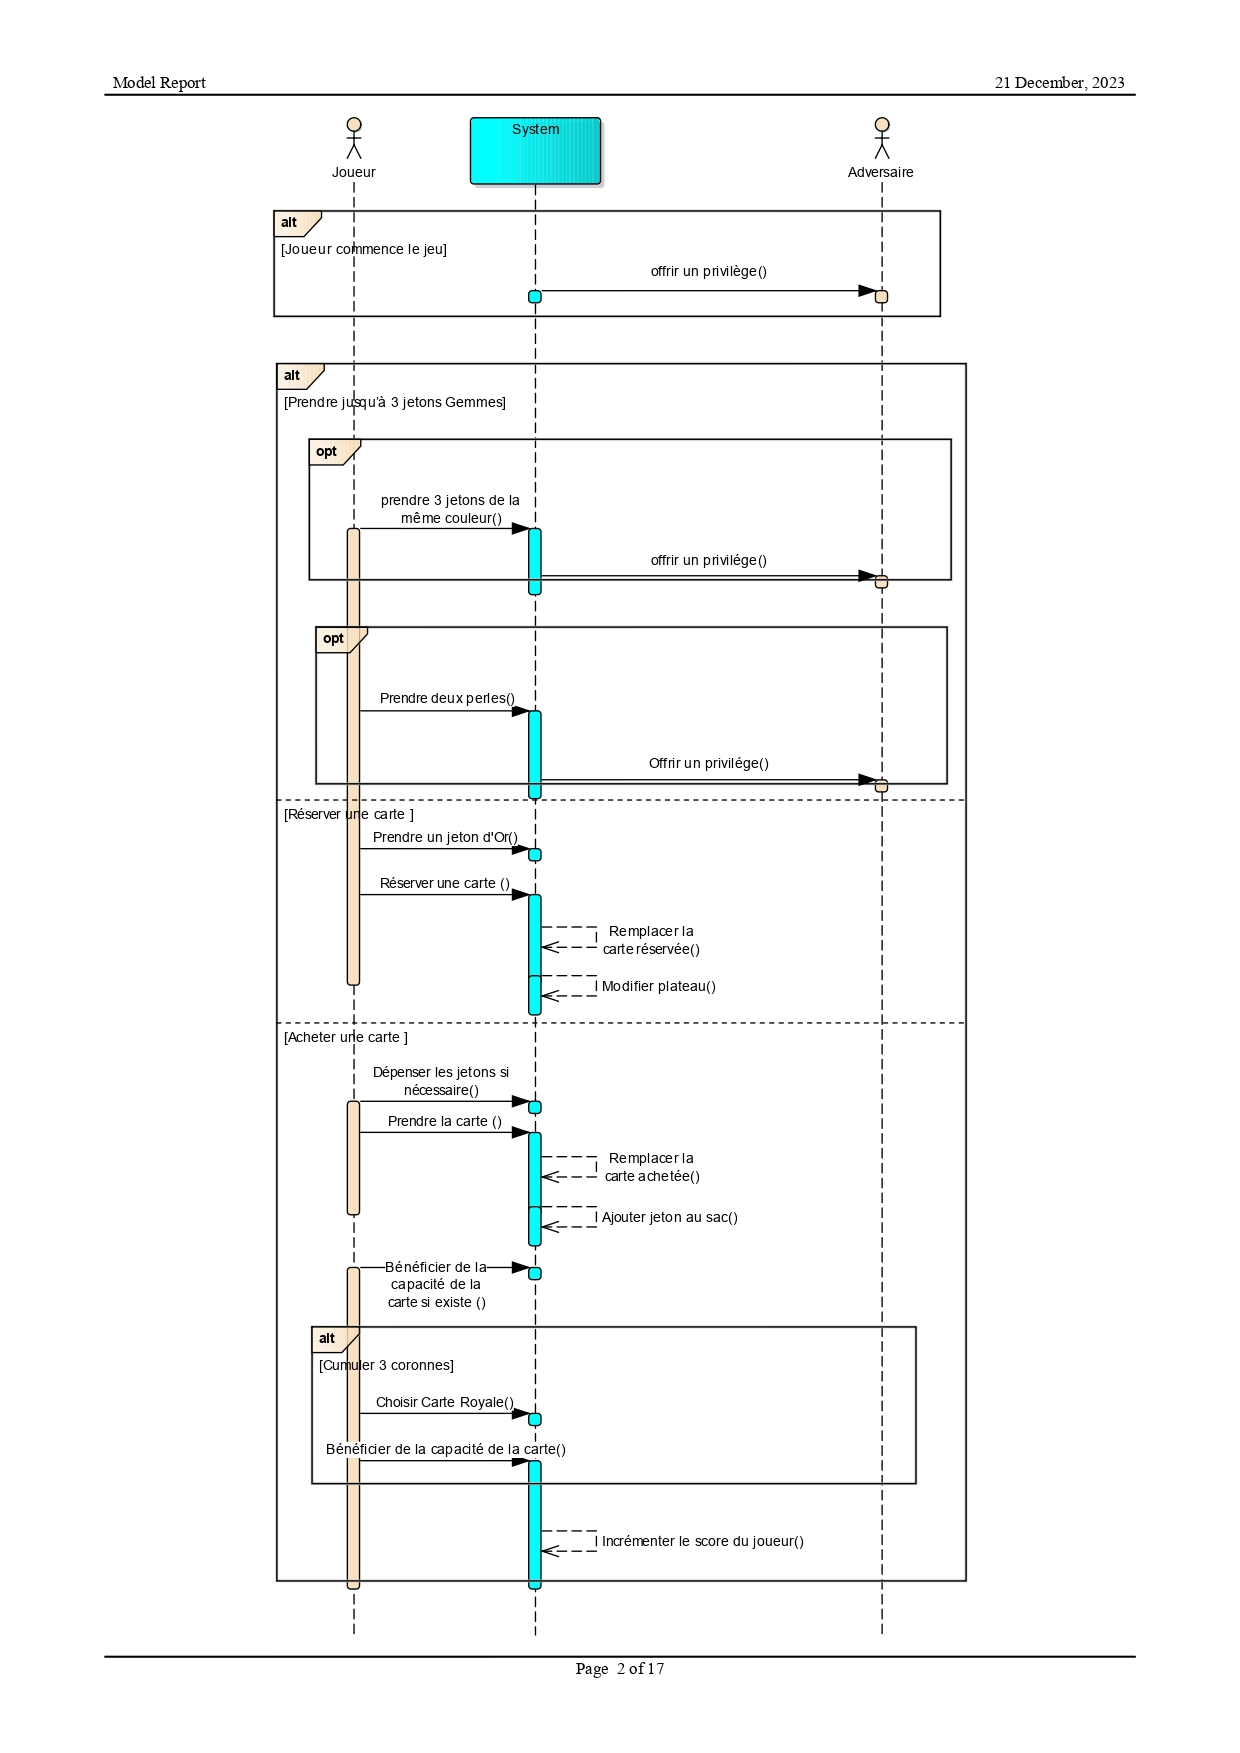 Model Report
21 December, 2023
System
Joueur
Adversaire
alt
[Joueur commence le jeu]
offrir un privilège()
alt
[Prendre jusqu'à 3 jetons Gemmes]
opt
prendre 3 jetons de la
même couleur()
offrir un privilége()
opt
Prendre deux perles()
Offrir un privilége()
[Réserver une carte ]
Prendre un jeton d'Or()
Réserver une carte ()
Remplacer la
carte réservée()
Modifier plateau()
[Acheter une carte ]
Dépenser les jetons si
nécessaire()
Prendre la carte ()
Remplacer la
carte achetée()
Ajouter jeton au sac()
Bénéficier de la
capacité de la
carte si existe ()
alt
[Cumuler 3 coronnes]
Choisir Carte Royale()
Bénéficier de la capacité de la carte()
Incrémenter le score du joueur()
Page 2 of 17